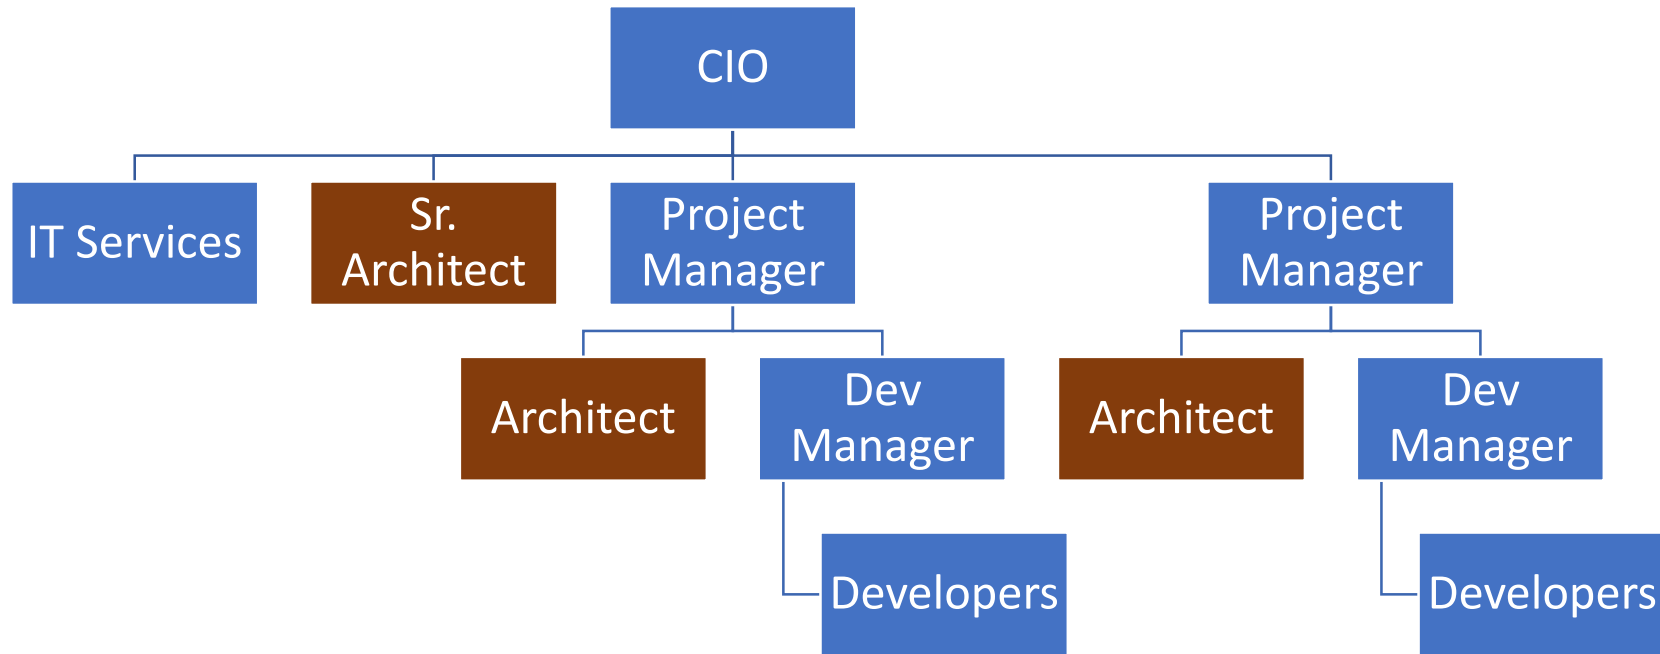 CIO
IT Services
Sr.
Architect
Project
Manager
Project
Manager
Architect
Dev
Manager
Architect
Dev
Manager
Developers
Developers